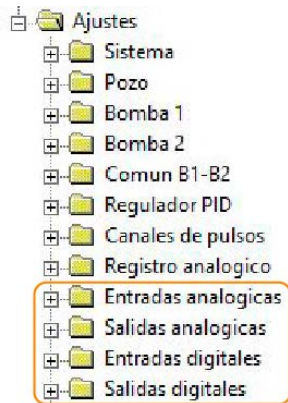 Ajustes
Sistema
Pozo
Bomba 1
Bomba 2
Comun B1-B2
Regulador PID
Canales de pulsos
Registro analogico
Entradas analogicas
Salidas analogicas
Entradas digitales
Salidas digitales